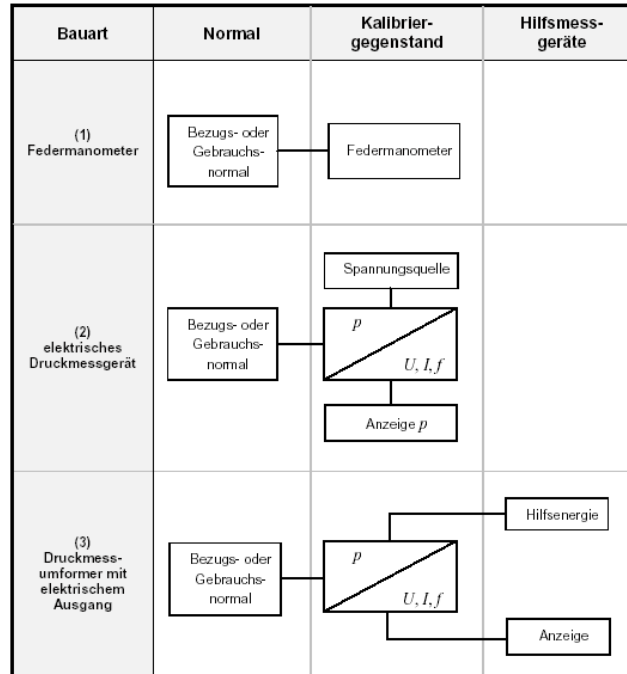 Bauart
Normal
Kalibrier-
gegenstand
Hilfsmess-
geräte
(1)
Federmanometer
Bezugs- oder
Gebrauchs-
normal
Federmanometer
(2)
elektrisches
Druckmessgerät
Bezugs- oder
Gebrauchs-
normal
Spannungsquelle
p
U, I, f
Anzeige p
(3)
Druckmess-
umformer mit
elektrischem
Ausgang
Bezugs- oder
Gebrauchs-
normal
p
U, I, f
Hilfsenergie
Anzeige